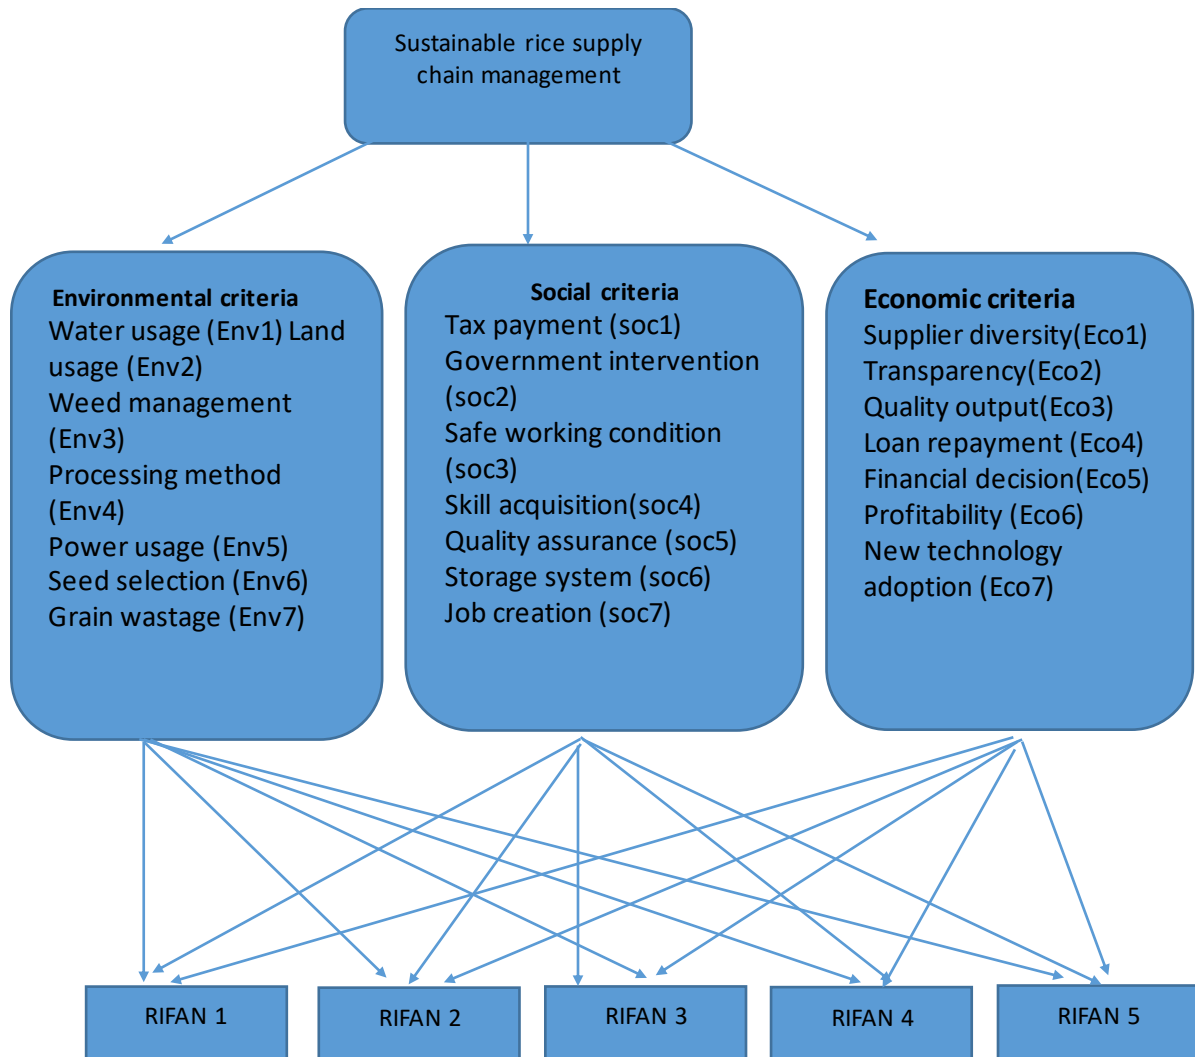 Sustainable rice supply
chain management
Environmental criteria
Water usage (Env1) Land
usage (Env2)
Weed management
(Env3)
Processing method
(Env4)
Power usage (Env5)
Seed selection (Env6)
Grain wastage (Env7)
Social criteria
Tax payment (soc1)
Government intervention
(soc2)
Safe working condition
(soc3)
Skill acquisition(soc4)
Quality assurance (soc5)
Storage system (soc6)
Job creation (soc7)
Economic criteria
Supplier diversity(Eco1)
Transparency(Eco2)
Quality output(Eco3)
Loan repayment (Eco4)
Financial decision(Eco5)
Profitability (Eco6)
New technology
adoption (Eco7)
RIFAN 1
RIFAN 2
RIFAN 3
RIFAN 4
RIFAN 5